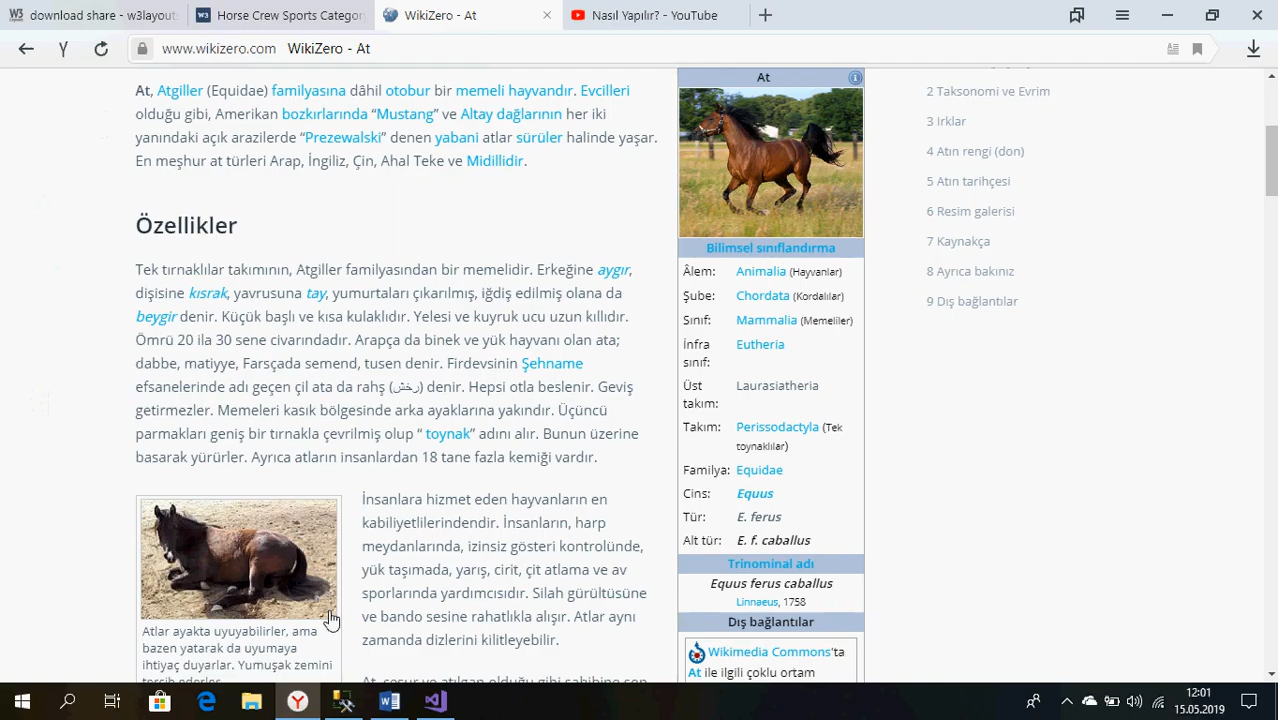 download share - w3layouts
Horse Crew Sports Category
WikiZero - At
Nasıl Yapılır? - YouTube
www.wikizero.com WikiZero - At
At, Atgiller (Equidae) familyasına dâhil otobur bir memeli hayvandır. Evcilleri
olduğu gibi, Amerikan bozkırlarında “Mustang” ve Altay dağlarının her iki
yanındaki açık arazilerde “Prezewalski” denen yabani atlar sürüler halinde yaşar.
En meşhur at türleri Arap, İngiliz, Çin, Ahal Teke ve Midillidir.
Özellikler
Tek tırnaklılar takımının, Atgiller familyasından bir memelidir. Erkeğine aygır,
dişisine kısrak, yavrusuna tay, yumurtaları çıkarılmış, iğdiş edilmiş olana da
beygir denir. Küçük başlı ve kısa kulaklıdır. Yelesi ve kuyruk ucu uzun kıllıdır.
Ömrü 20 ila 30 sene civarındadır. Arapça da binek ve yük hayvanı olan ata;
dabbe, matiyye, Farsçada semend, tusen denir. Firdevsinin Şehname
efsanelerinde adı geçen çil ata da rahş (رخش) denir. Hepsi otla beslenir. Geviş
getirmezler. Memeleri kasık bölgesinde arka ayaklarına yakındır. Üçüncü
parmakları geniş bir tırnakla çevrilmiş olup “ toynak” adını alır. Bunun üzerine
basarak yürürler. Ayrıca atların insanlardan 18 tane fazla kemiği vardır.
İnsanlara hizmet eden hayvanların en
kabiliyetlilerindendir. İnsanların, harp
meydanlarında, izinsiz gösteri kontrolünde,
yük taşımada, yarış, cirit, çit atlama ve av
sporlarında yardımcısıdır. Silah gürültüsüne
ve bando sesine rahatlıkla alışır. Atlar aynı
zamanda dizlerini kilitleyebilir.
Atlar ayakta uyuyabilirler, ama
bazen yatarak da uyumaya
ihtiyaç duyarlar. Yumuşak zemini
tercih ederler.
At, cesur ve atılgan olduğu gibi sahibine son
At
Bilimsel sınıflandırma
Âlem: Animalia (Hayvanlar)
Şube: Chordata (Kordalılar)
Sınıf: Mammalia (Memeliler)
İnfra sınıf: Eutheria
Üst takım: Laurasiatheria
Takım: Perissodactyla (Tek
toynaklılar)
Familya: Equidae
Cins: Equus
Tür: E. ferus
Alt tür: E. f. caballus
Trinominal adı
Equus ferus caballus
Linnaeus, 1758
Dış bağlantılar
Wikimedia Commons'ta
At ile ilgili çoklu ortam
2 Taksonomi ve Evrim
3 Irklar
4 Atın rengi (don)
5 Atın tarihçesi
6 Resim galerisi
7 Kaynakça
8 Ayrıca bakınız
9 Dış bağlantılar
12:01
15.05.2019